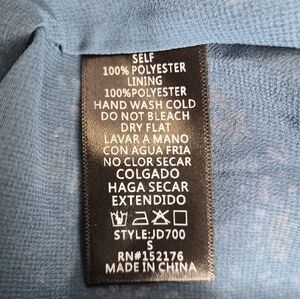 SELF
100% POLYESTER
LINING
100%POLYESTER
HAND WASH COLD
DO NOT BLEACH
DRY FLAT
LAVAR A MANO
CON AGUA FRIA
NO CLOR SECAR
COLGADO
HAGA SECAR
EXTENDIDO
STYLE:JD700
S
RN#152176
MADE IN CHINA